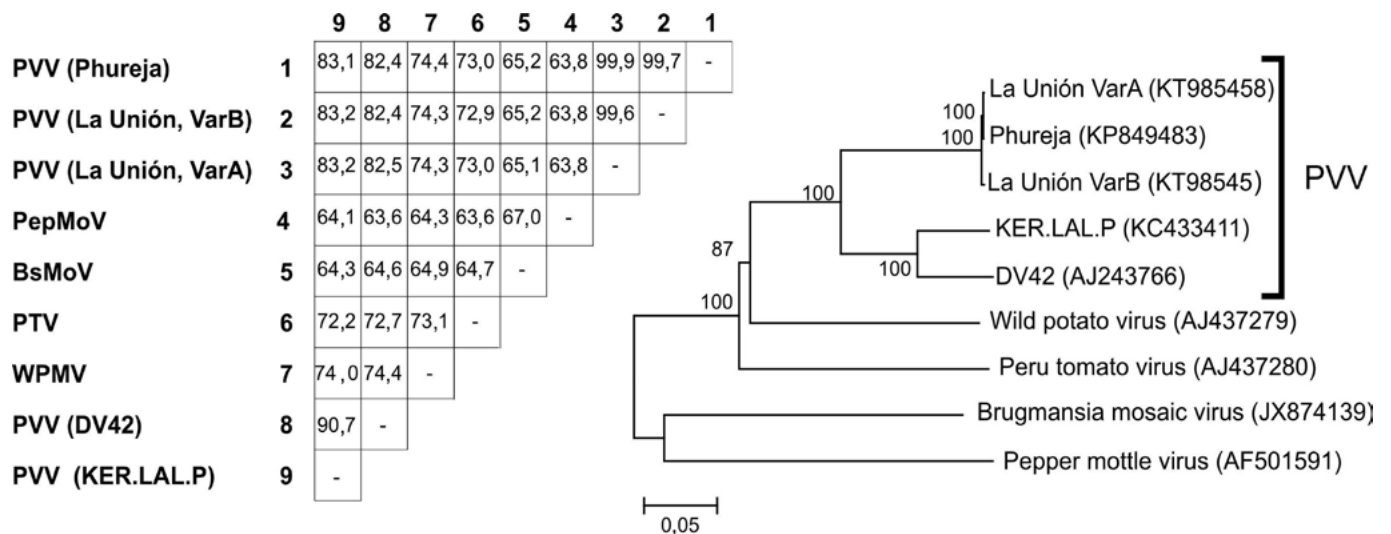 9 8 7 6 5 4 3 2 1
PVV (Phureja) 1 83,1 82,4 74,4 73,0 65,2 63,8 99,9 99,7 -
PVV (La Unión, VarB) 2 83,2 82,4 74,3 72,9 65,2 63,8 99,6 -
PVV (La Unión, VarA) 3 83,2 82,5 74,3 73,0 65,1 63,8 -
PepMoV 4 64,1 63,6 64,3 63,6 67,0 -
BsMoV 5 64,3 64,6 64,9 64,7 -
PTV 6 72,2 72,7 73,1 -
WPMV 7 74 ,0 74,4 -
PVV (DV42) 8 90,7 -
PVV (KER.LAL.P) 9 -
La Unión VarA (KT985458)
100
Phureja (KP849483)
100
La Unión VarB (KT98545)
PVV
100
KER.LAL.P (KC433411)
87
100
DV42 (AJ243766)
100
Wild potato virus (AJ437279)
Peru tomato virus (AJ437280)
Brugmansia mosaic virus (JX874139)
Pepper mottle virus (AF501591)
0,05